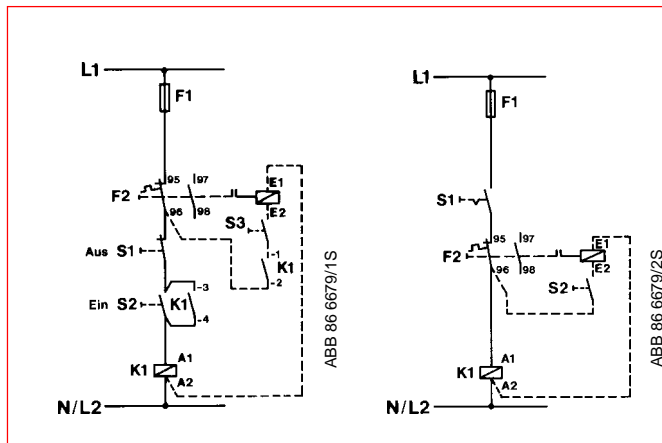 L1
F1
95
97
E1
F2
96
98
E2
S3
Aus S1
-1
K1
-2
Ein S2
K1
-3
-4
K1
A1
A2
N/L2
ABB 86 6679/1S
L1
F1
S1
95
97
E1
F2
96
98
E2
S2
K1
A1
A2
N/L2
ABB 86 6679/2S